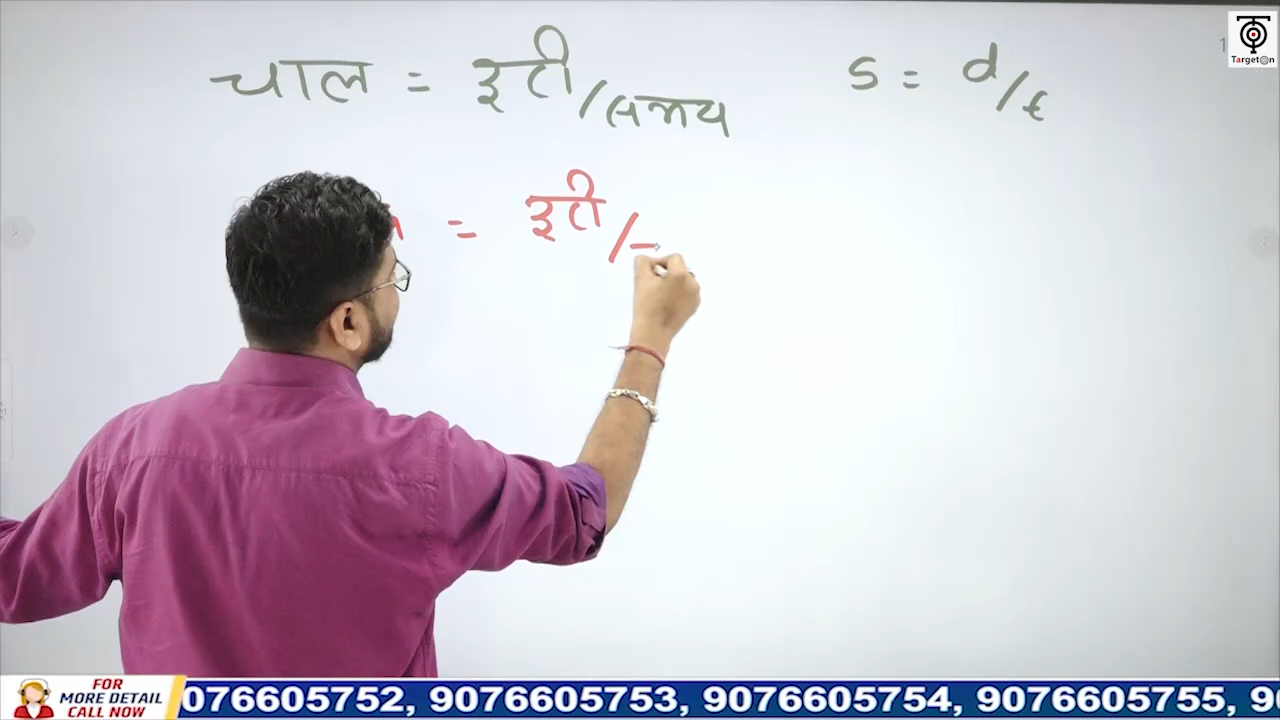 चाल = दूरी/समय    s = d/t
= दूरी/
Target On
FOR
MORE DETAIL
CALL NOW
076605752, 9076605753, 9076605754, 9076605755, 9